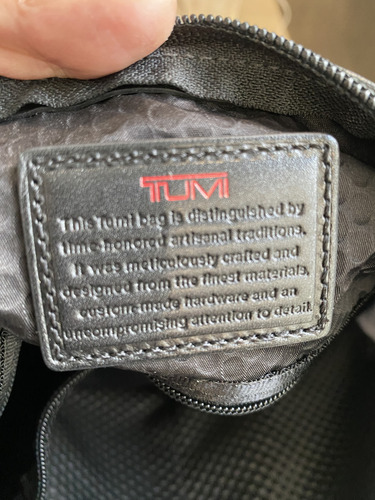 TUMI
This Tumi bag is distinguished by
time-honored artisanal traditions.
It was meticulously crafted and
designed from the finest materials,
custom-made hardware and an
uncompromising attention to detail.